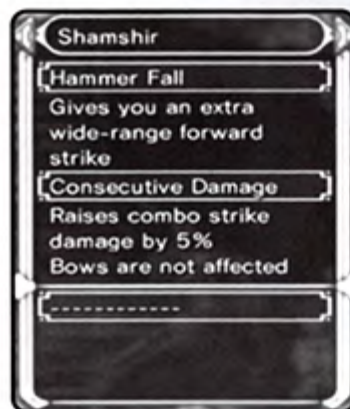 Shamshir
Hammer Fall
Gives you an extra
wide-range forward
strike
Consecutive Damage
Raises combo strike
damage by 5%
Bows are not affected
------------